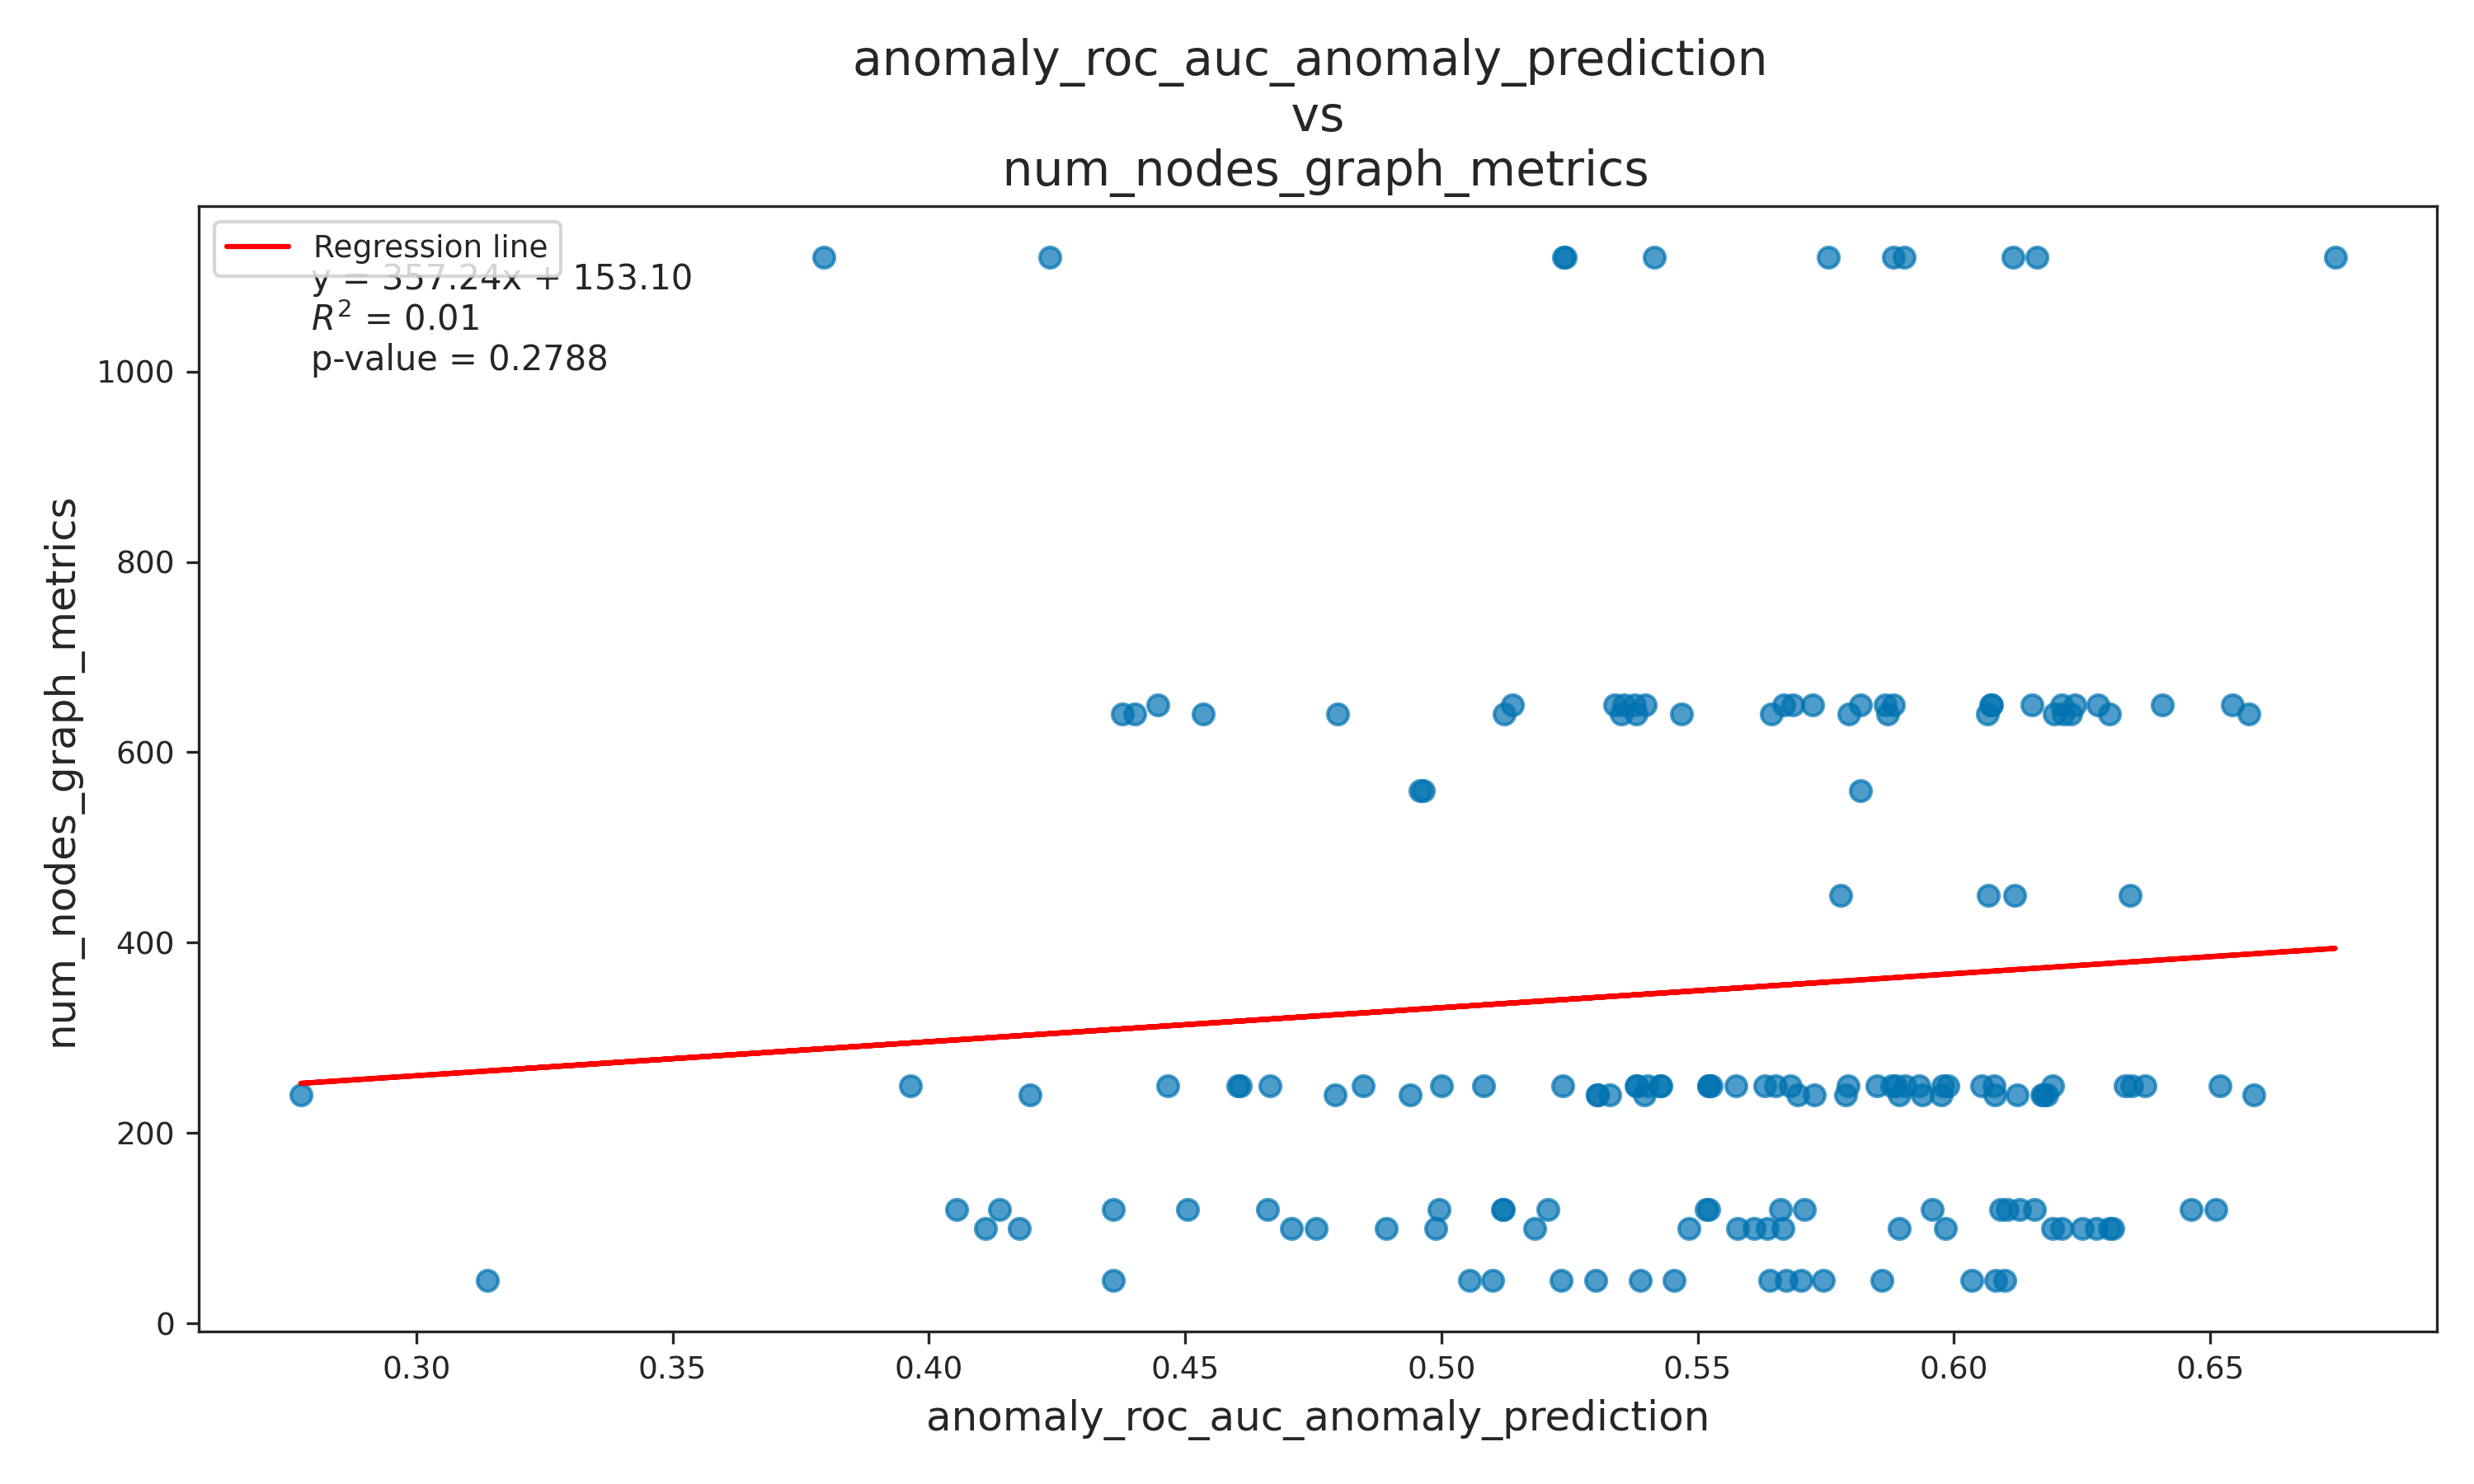 anomaly_roc_auc_anomaly_prediction
vs
num_nodes_graph_metrics
Regression line
y = 357.24x + 153.10
R² = 0.01
p-value = 0.2788
num_nodes_graph_metrics
1000
800
600
400
200
0
0.30 0.35 0.40 0.45 0.50 0.55 0.60 0.65
anomaly_roc_auc_anomaly_prediction